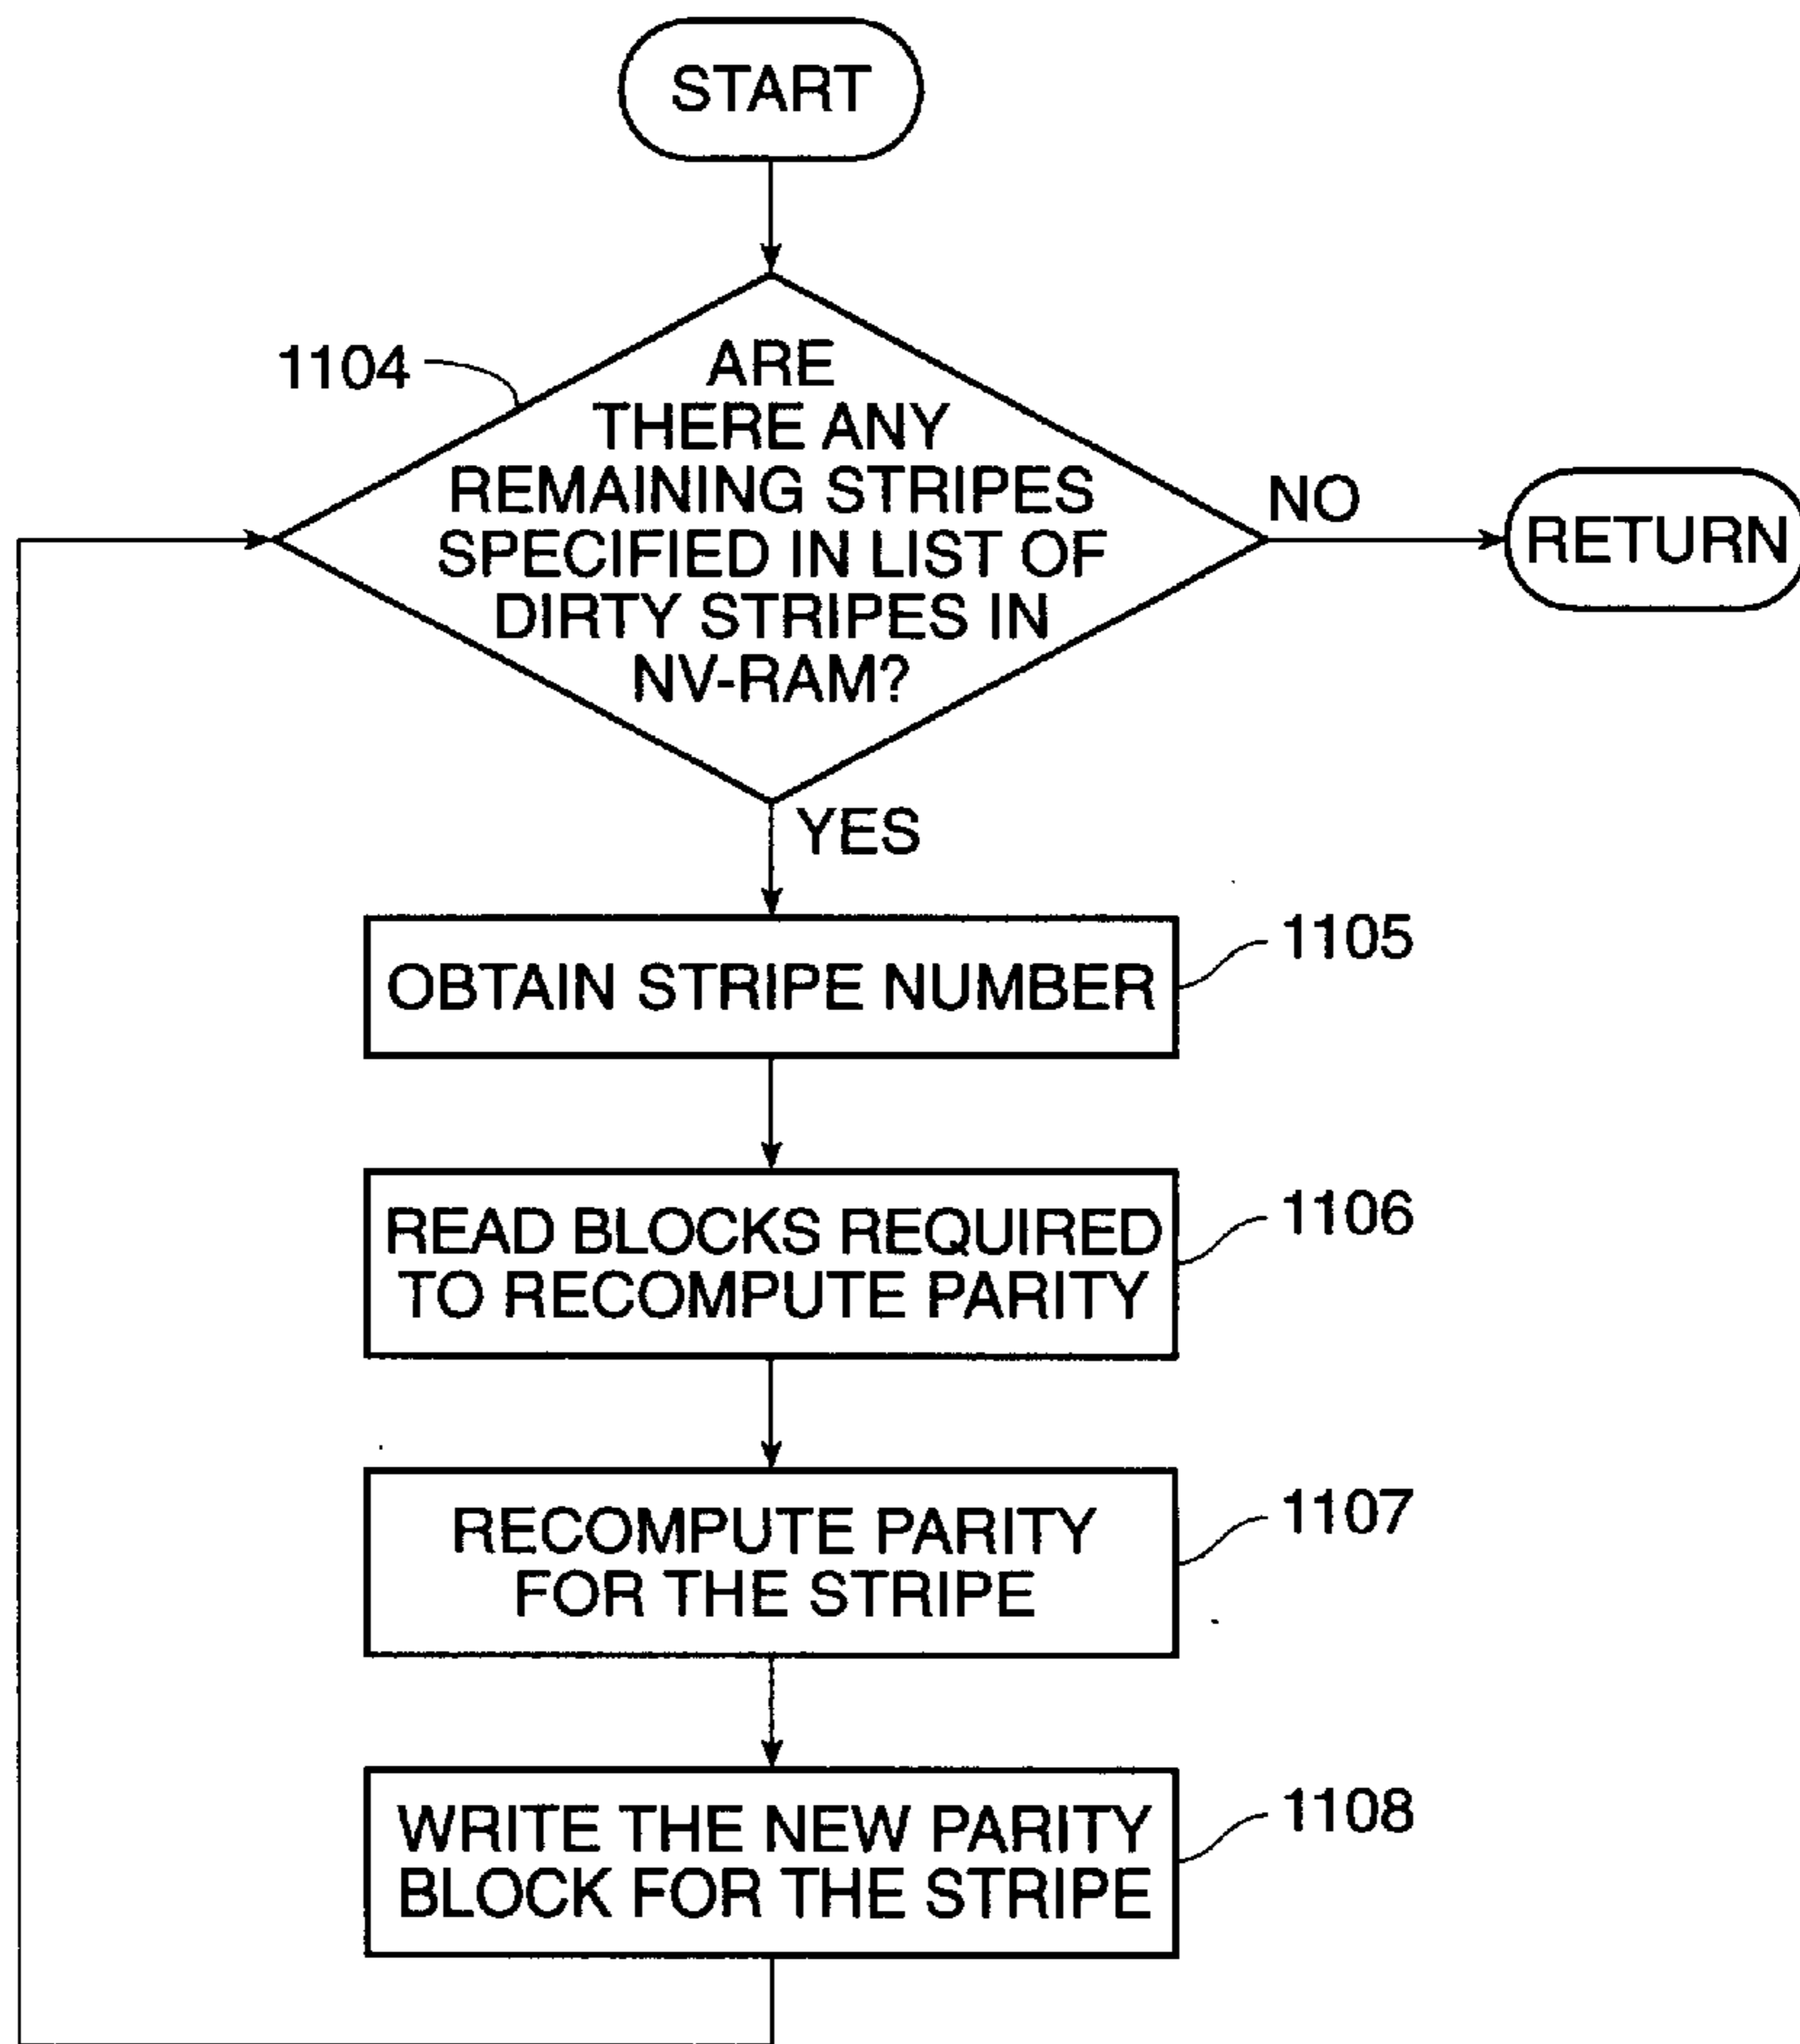 START
1104
ARE
THERE ANY
REMAINING STRIPES
SPECIFIED IN LIST OF
DIRTY STRIPES IN
NV-RAM?
NO
RETURN
YES
OBTAIN STRIPE NUMBER
1105
READ BLOCKS REQUIRED
TO RECOMPUTE PARITY
1106
RECOMPUTE PARITY
FOR THE STRIPE
1107
WRITE THE NEW PARITY
BLOCK FOR THE STRIPE
1108